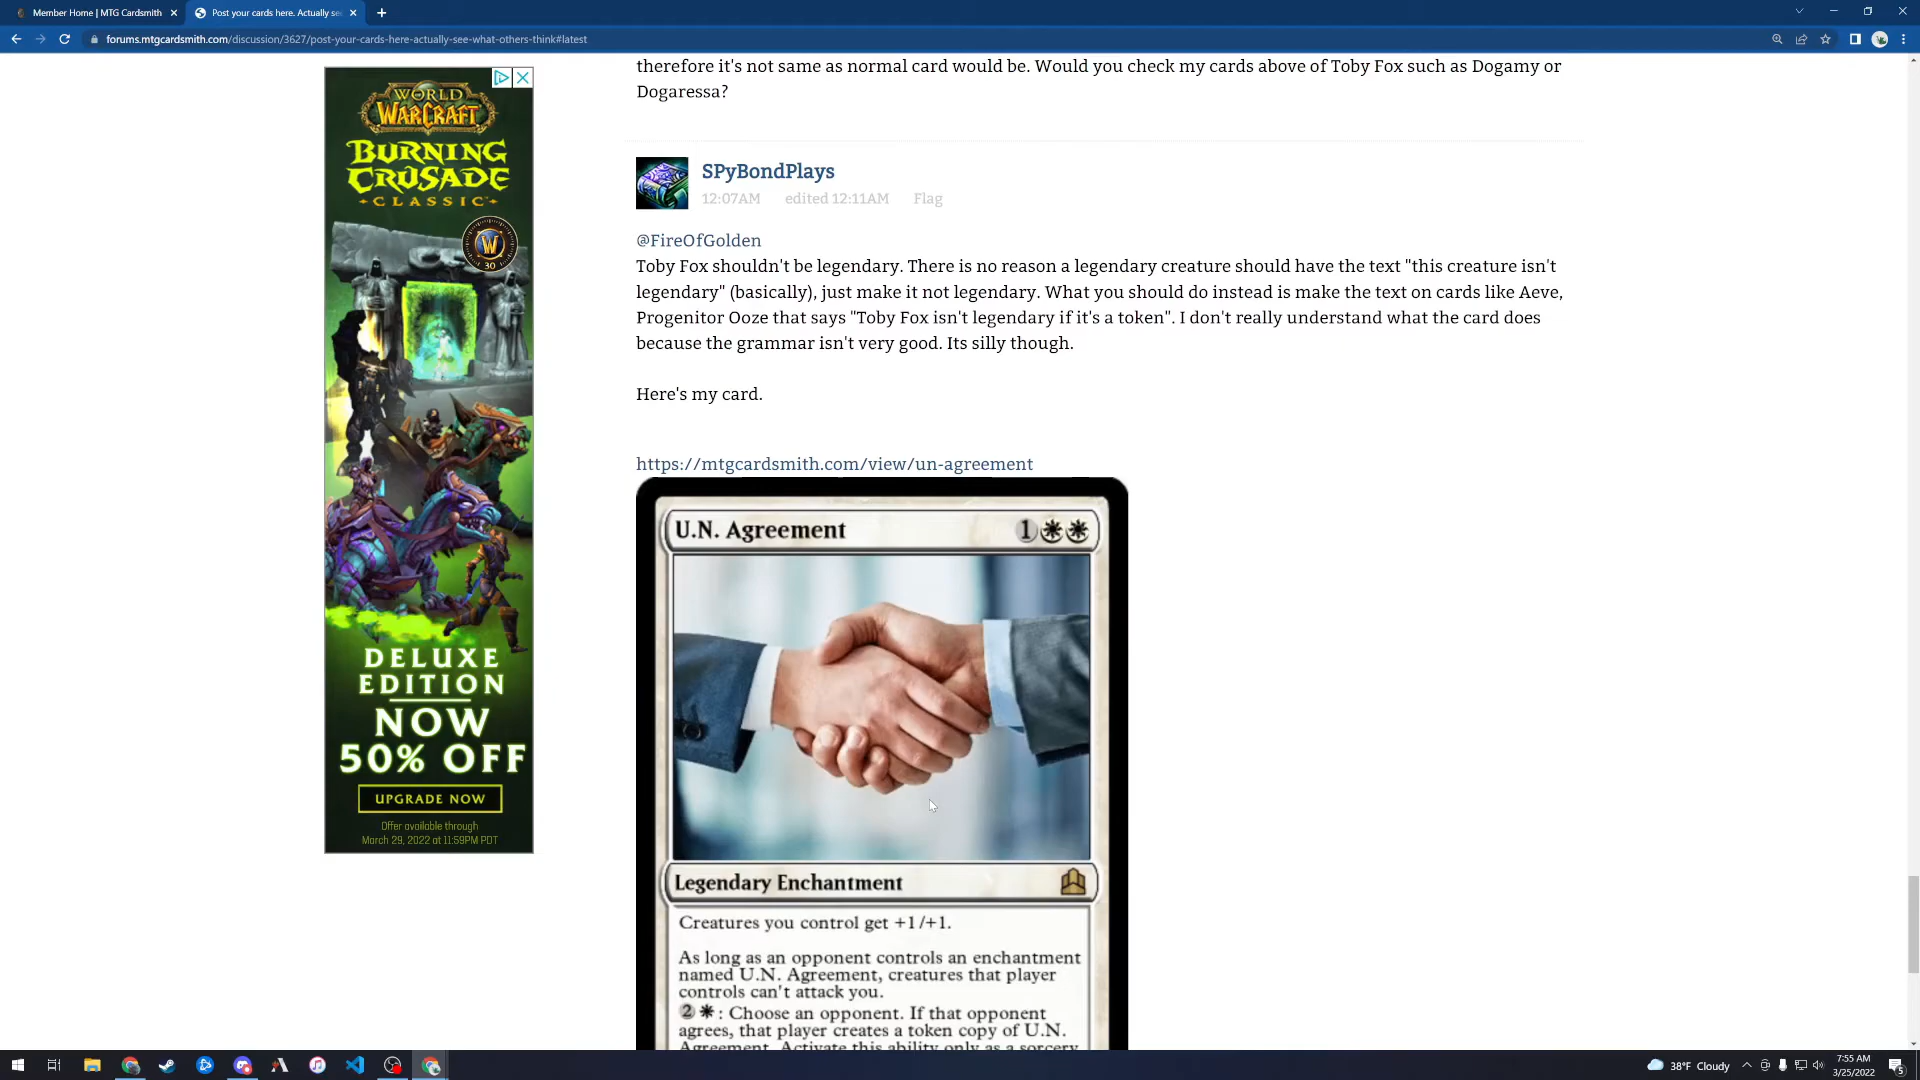 Member Home | MTG Cardsmith
Post your cards here. Actually se
forums.mtgcardsmith.com/discussion/3627/post-your-cards-here-actually-see-what-others-think#latest
WORLD
WARCRAFT
BURNING
CRUSADE
CLASSIC
W
30
DELUXE
EDITION
NOW
50% OFF
UPGRADE NOW
Offer available through
March 29, 2022 at 11:59PM PDT
therefore it's not same as normal card would be. Would you check my cards above of Toby Fox such as Dogamy or
Dogaressa?
SPyBondPlays
12:07AM edited 12:11AM Flag
@FireOfGolden
Toby Fox shouldn't be legendary. There is no reason a legendary creature should have the text "this creature isn't
legendary" (basically), just make it not legendary. What you should do instead is make the text on cards like Aeve,
Progenitor Ooze that says "Toby Fox isn't legendary if it's a token". I don't really understand what the card does
because the grammar isn't very good. Its silly though.
Here's my card.
https://mtgcardsmith.com/view/un-agreement
U.N. Agreement 1
Legendary Enchantment
Creatures you control get +1/+1.
As long as an opponent controls an enchantment
named U.N. Agreement, creatures that player
controls can't attack you.
2 : Choose an opponent. If that opponent
agrees, that player creates a token copy of U.N.
Agreement. Activate this ability only as a sorcery
38°F Cloudy
7:55 AM
3/25/2022
5